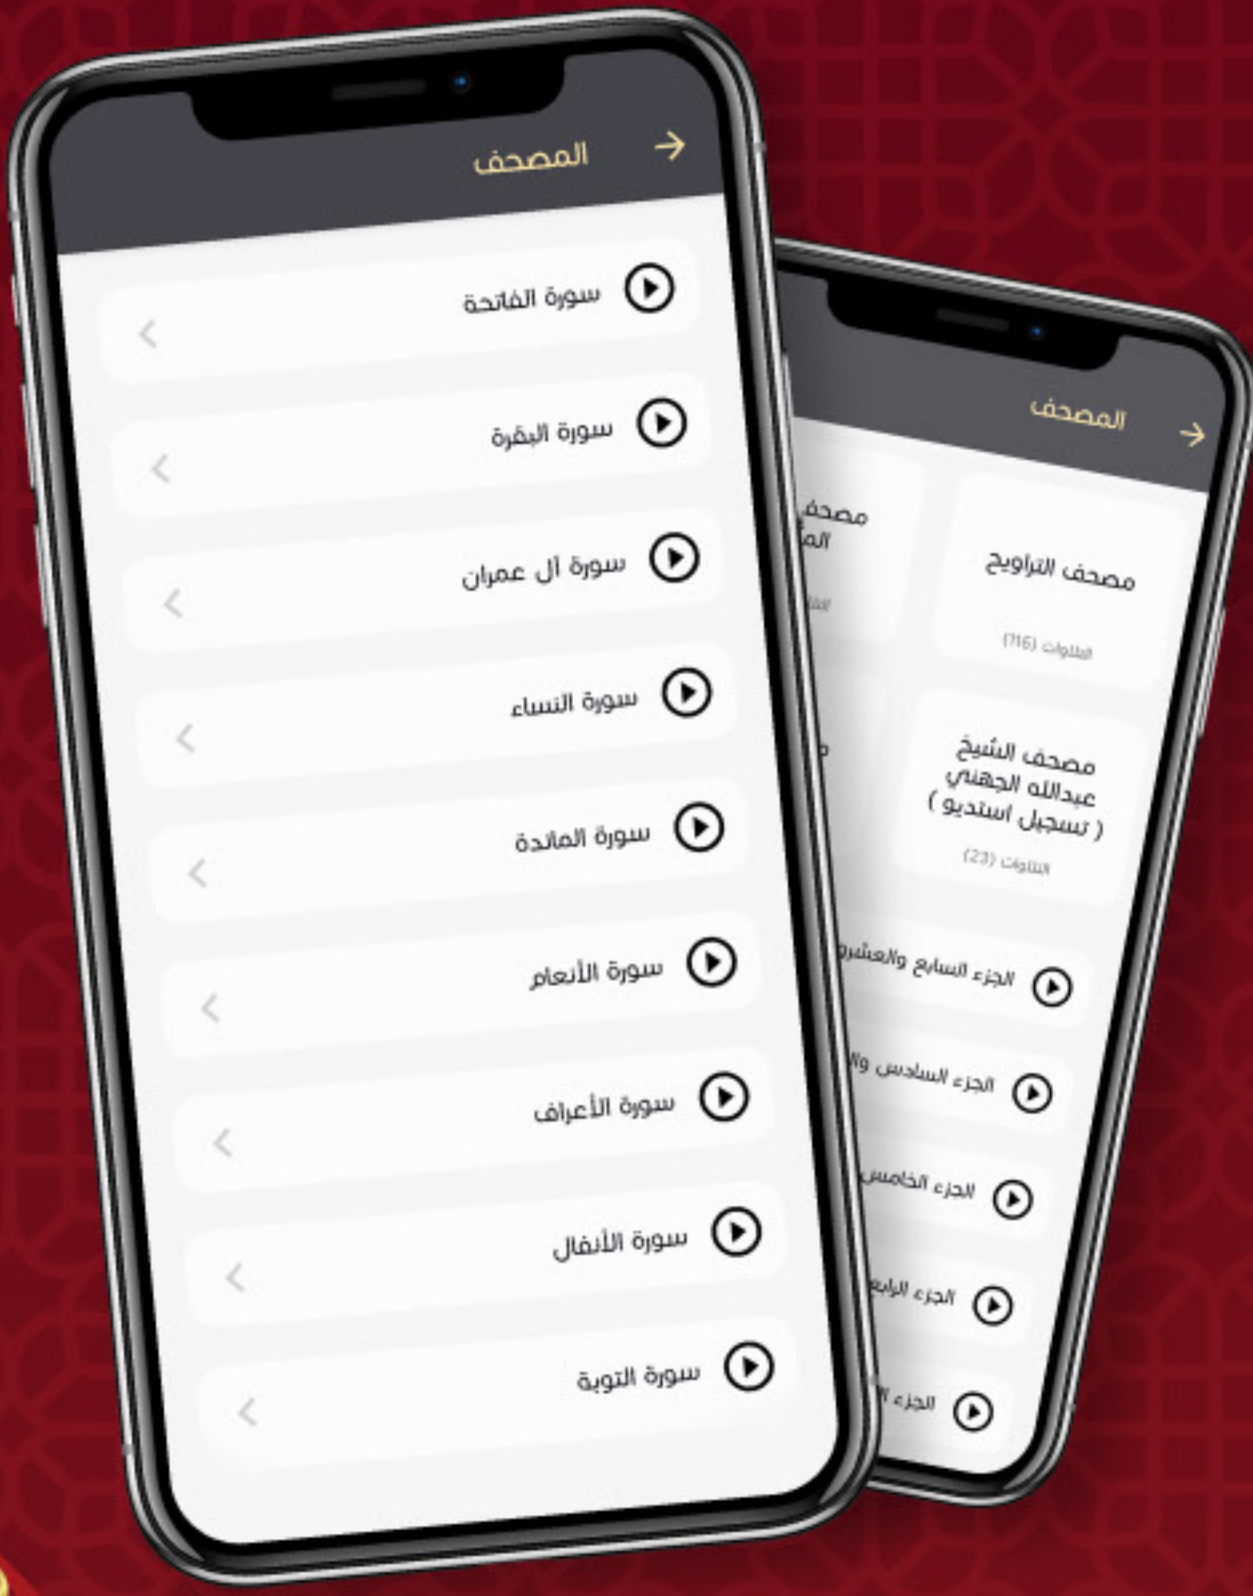 المصحف
سورة الفاتحة
سورة البقرة
سورة آل عمران
سورة النساء
سورة المائدة
سورة الأنعام
سورة الأعراف
سورة الأنفال
سورة التوبة
المصحف
مصحف التراويح
التلاوات (116)
مصحف
مصحف الشيخ
عبدالله الجهني
( تسجيل استديو )
التلاوات (23)
الجزء السابع
الجزء السادس
الجزء الخامس
الجزء الرابع
الجزء